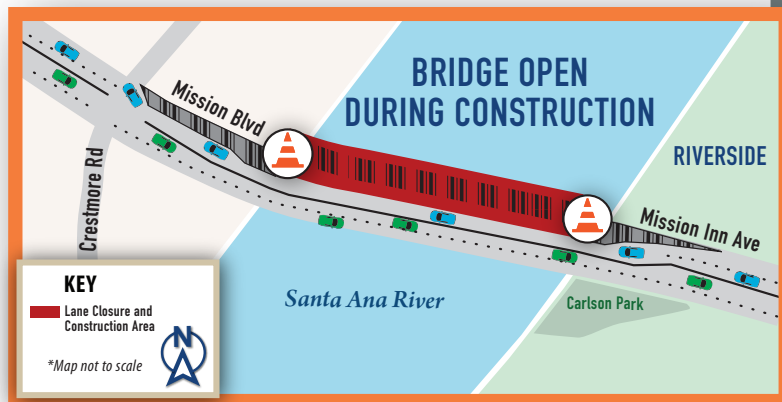 BRIDGE OPEN
DURING CONSTRUCTION
Mission Blvd
RIVERSIDE
Crestmore Rd
Mission Inn Ave
Santa Ana River
Carlson Park
KEY
Lane Closure and
Construction Area
*Map not to scale
N